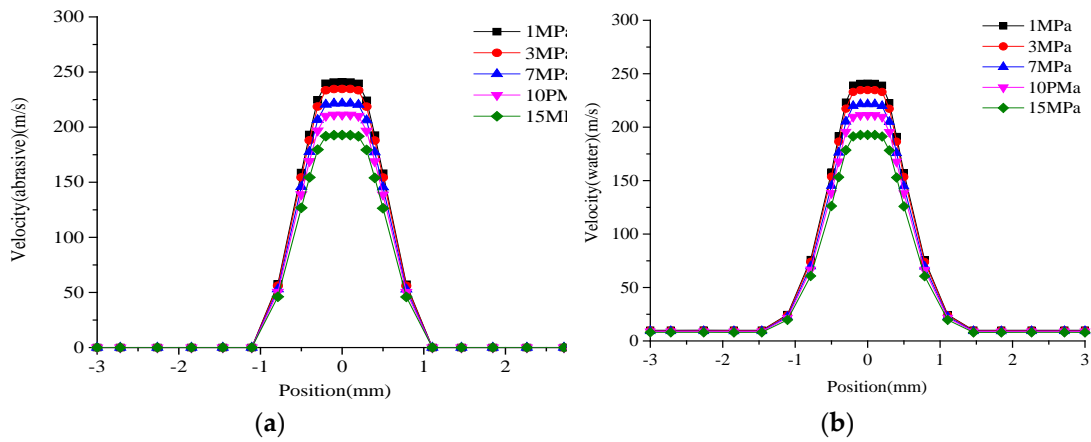 300
250
200
150
100
50
0
Velocity(abrasive)(m/s)
-3 -2 -1 0 1 2
Position(mm)
1MPa
3MPa
7MPa
10PM
15MI
(a)
300
250
200
150
100
50
0
Velocity(water)(m/s)
-3 -2 -1 0 1 2 3
Position(mm)
1MPa
3MPa
7MPa
10PMa
15MPa
(b)